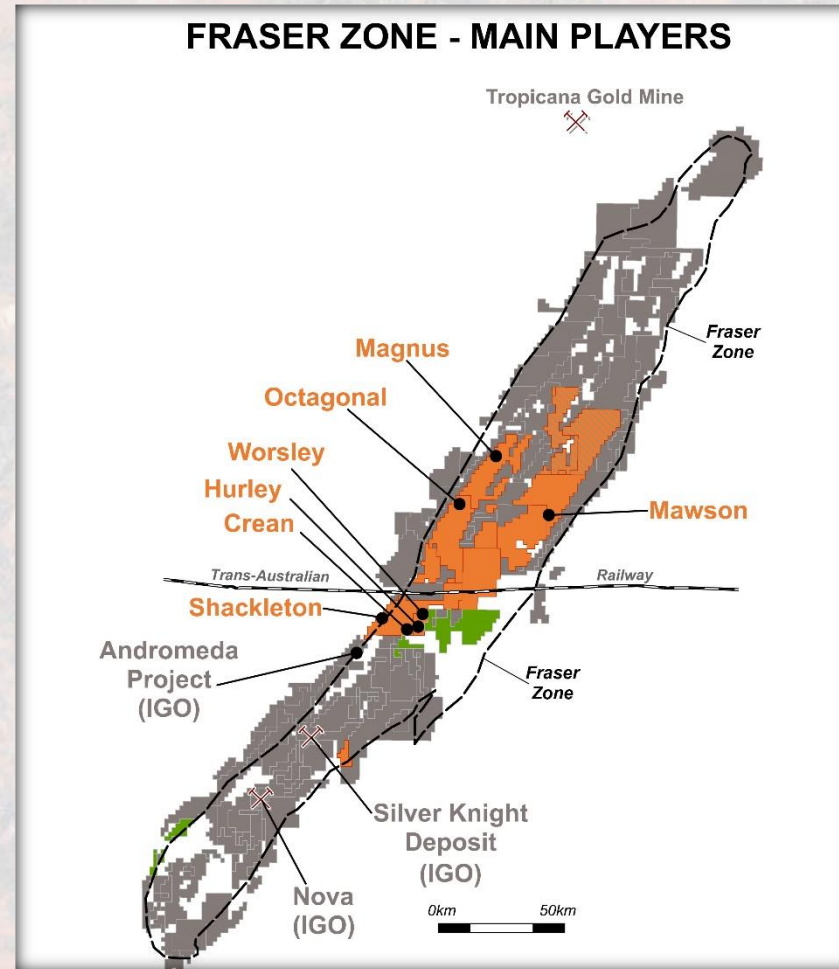 FRASER ZONE - MAIN PLAYERS
Tropicana Gold Mine
Fraser
Zone
Magnus
Octagonal
Worsley
Hurley
Crean
Mawson
Trans-Australian
Railway
Shackleton
Andromeda
Project
(IGO)
Fraser
Zone
Silver Knight
Deposit
(IGO)
Nova
(IGO)
0km
50km